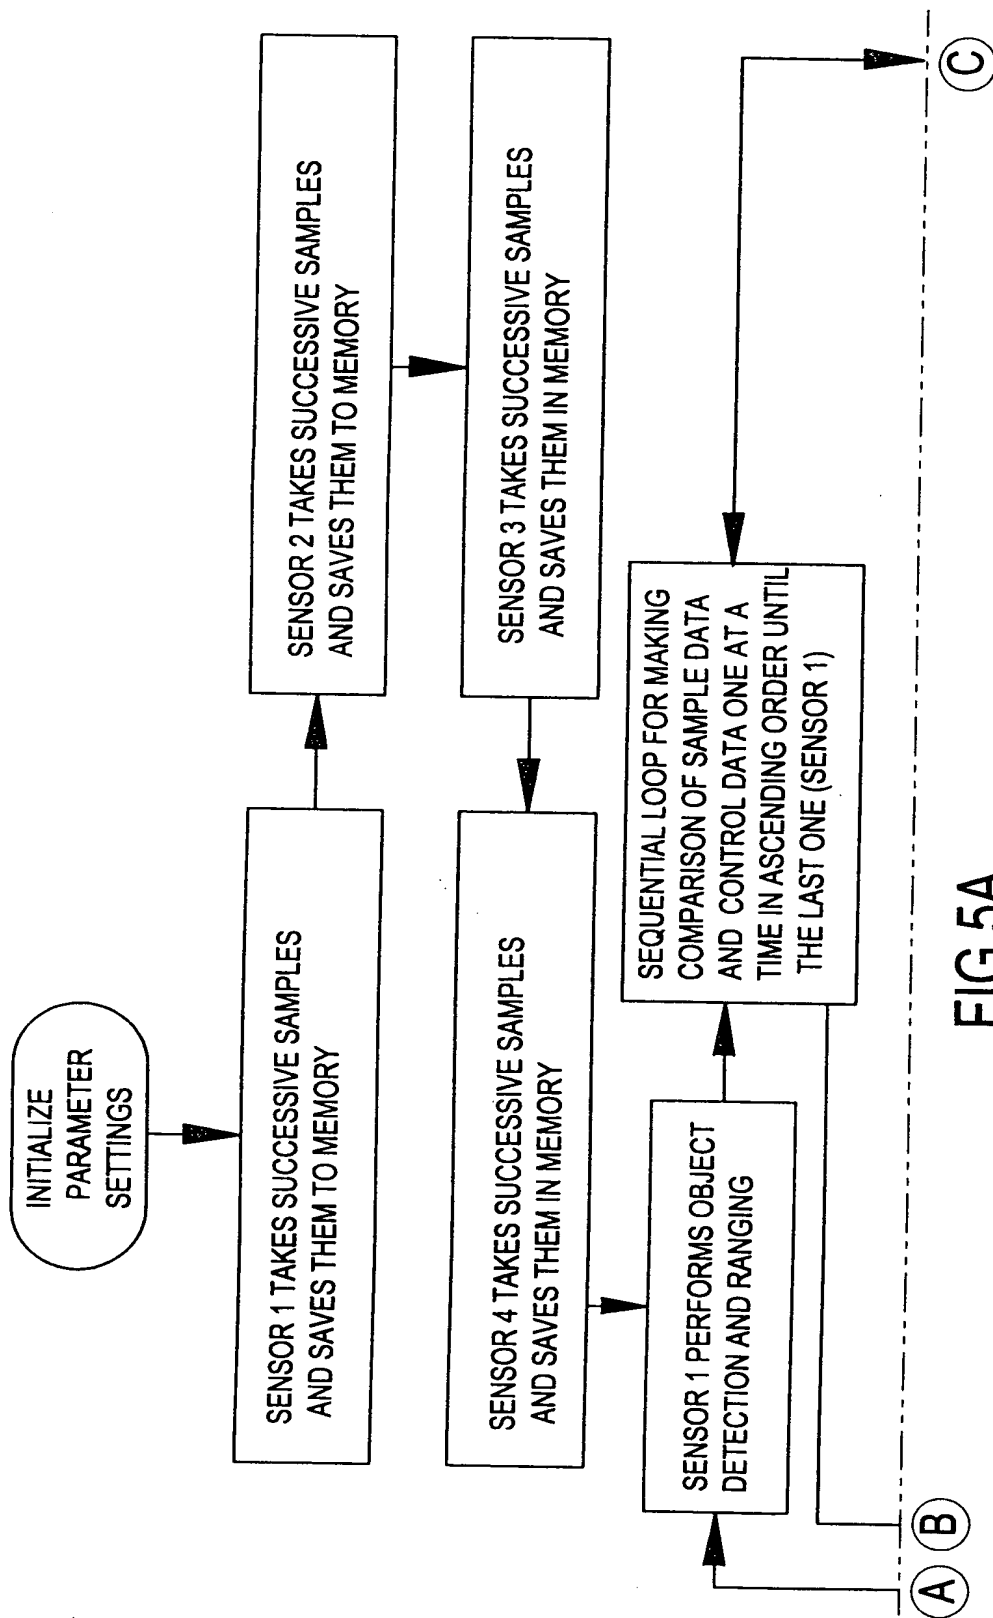 INITIALIZE
PARAMETER
SETTINGS
SENSOR 1 TAKES SUCCESSIVE SAMPLES
AND SAVES THEM TO MEMORY
SENSOR 2 TAKES SUCCESSIVE SAMPLES
AND SAVES THEM TO MEMORY
SENSOR 3 TAKES SUCCESSIVE SAMPLES
AND SAVES THEM IN MEMORY
SENSOR 4 TAKES SUCCESSIVE SAMPLES
AND SAVES THEM IN MEMORY
SENSOR 1 PERFORMS OBJECT
DETECTION AND RANGING
SEQUENTIAL LOOP FOR MAKING
COMPARISON OF SAMPLE DATA
AND CONTROL DATA ONE AT A
TIME IN ASCENDING ORDER UNTIL
THE LAST ONE (SENSOR 1)
A
B
C
FIG.5A